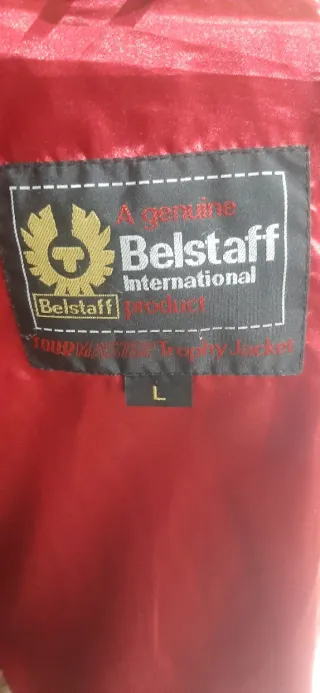 A genuine
Belstaff
International
Belstaff
product
Trophy Jacket
L